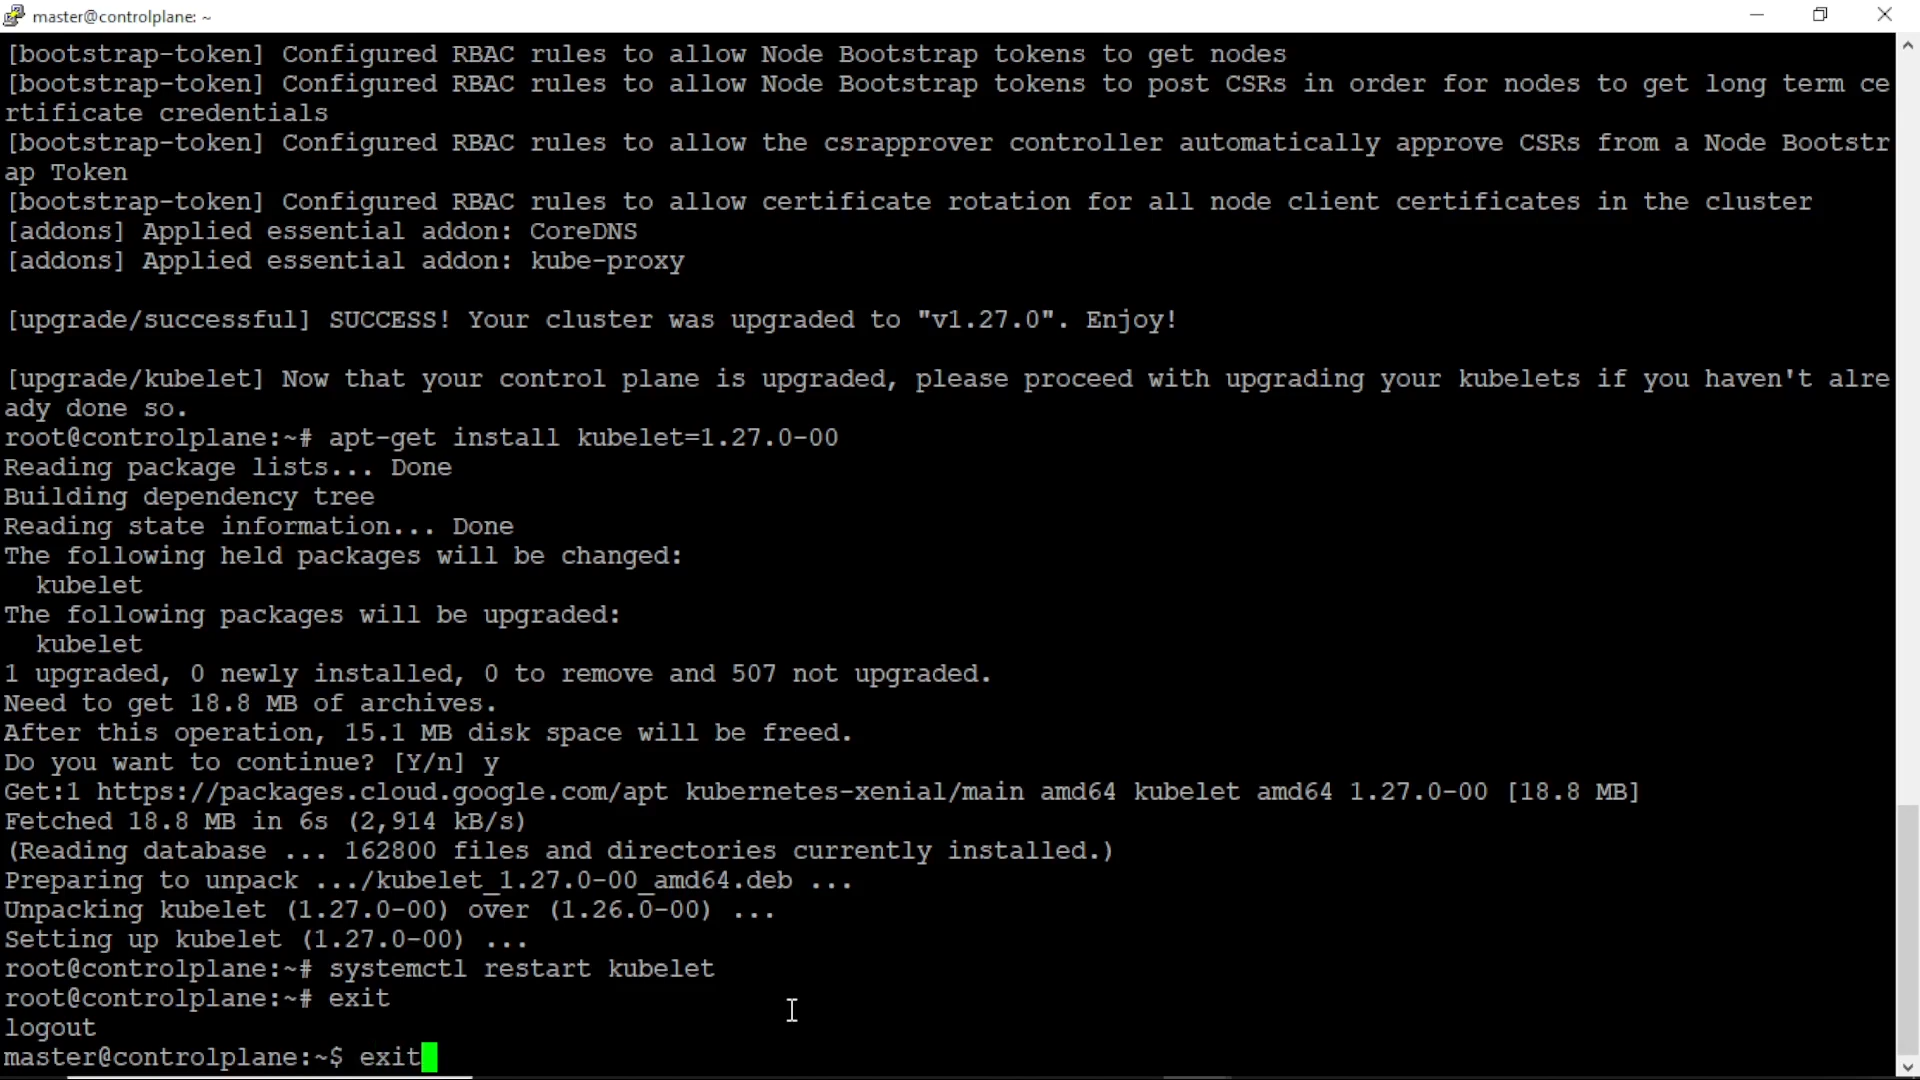 master@controlplane: ~
[bootstrap-token] Configured RBAC rules to allow Node Bootstrap tokens to get nodes
[bootstrap-token] Configured RBAC rules to allow Node Bootstrap tokens to post CSRs in order for nodes to get long term ce
rtificate credentials
[bootstrap-token] Configured RBAC rules to allow the csrapprover controller automatically approve CSRs from a Node Bootstr
ap Token
[bootstrap-token] Configured RBAC rules to allow certificate rotation for all node client certificates in the cluster
[addons] Applied essential addon: CoreDNS
[addons] Applied essential addon: kube-proxy
[upgrade/successful] SUCCESS! Your cluster was upgraded to "v1.27.0". Enjoy!
[upgrade/kubelet] Now that your control plane is upgraded, please proceed with upgrading your kubelets if you haven't alre
ady done so.
root@controlplane:~# apt-get install kubelet=1.27.0-00
Reading package lists... Done
Building dependency tree
Reading state information... Done
The following held packages will be changed:
  kubelet
The following packages will be upgraded:
  kubelet
1 upgraded, 0 newly installed, 0 to remove and 507 not upgraded.
Need to get 18.8 MB of archives.
After this operation, 15.1 MB disk space will be freed.
Do you want to continue? [Y/n] y
Get:1 https://packages.cloud.google.com/apt kubernetes-xenial/main amd64 kubelet amd64 1.27.0-00 [18.8 MB]
Fetched 18.8 MB in 6s (2,914 kB/s)
(Reading database ... 162800 files and directories currently installed.)
Preparing to unpack .../kubelet_1.27.0-00_amd64.deb ...
Unpacking kubelet (1.27.0-00) over (1.26.0-00) ...
Setting up kubelet (1.27.0-00) ...
root@controlplane:~# systemctl restart kubelet
root@controlplane:~# exit
logout
master@controlplane:~$ exit